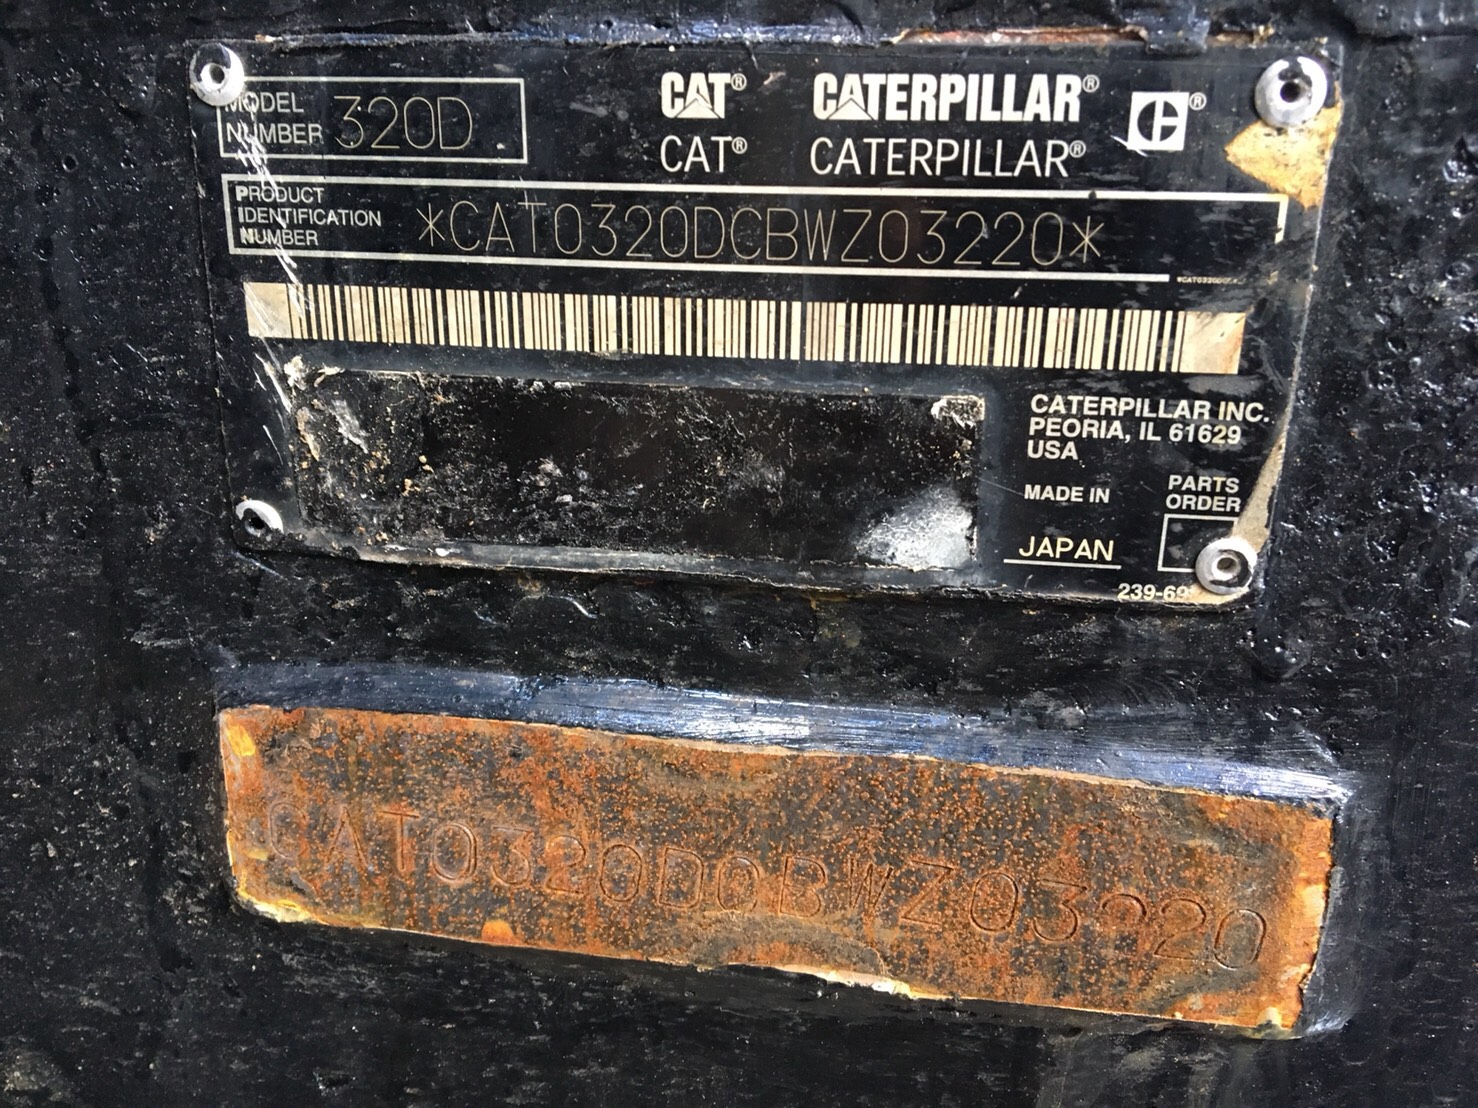 MODEL NUMBER 320D
CAT® CATERPILLAR® ®
CAT® CATERPILLAR®
PRODUCT IDENTIFICATION NUMBER *CAT0320DCBWZ03220*
CATERPILLAR INC.
PEORIA, IL 61629
USA
MADE IN
JAPAN
PARTS
ORDER
CAT0320DCBWZ03220